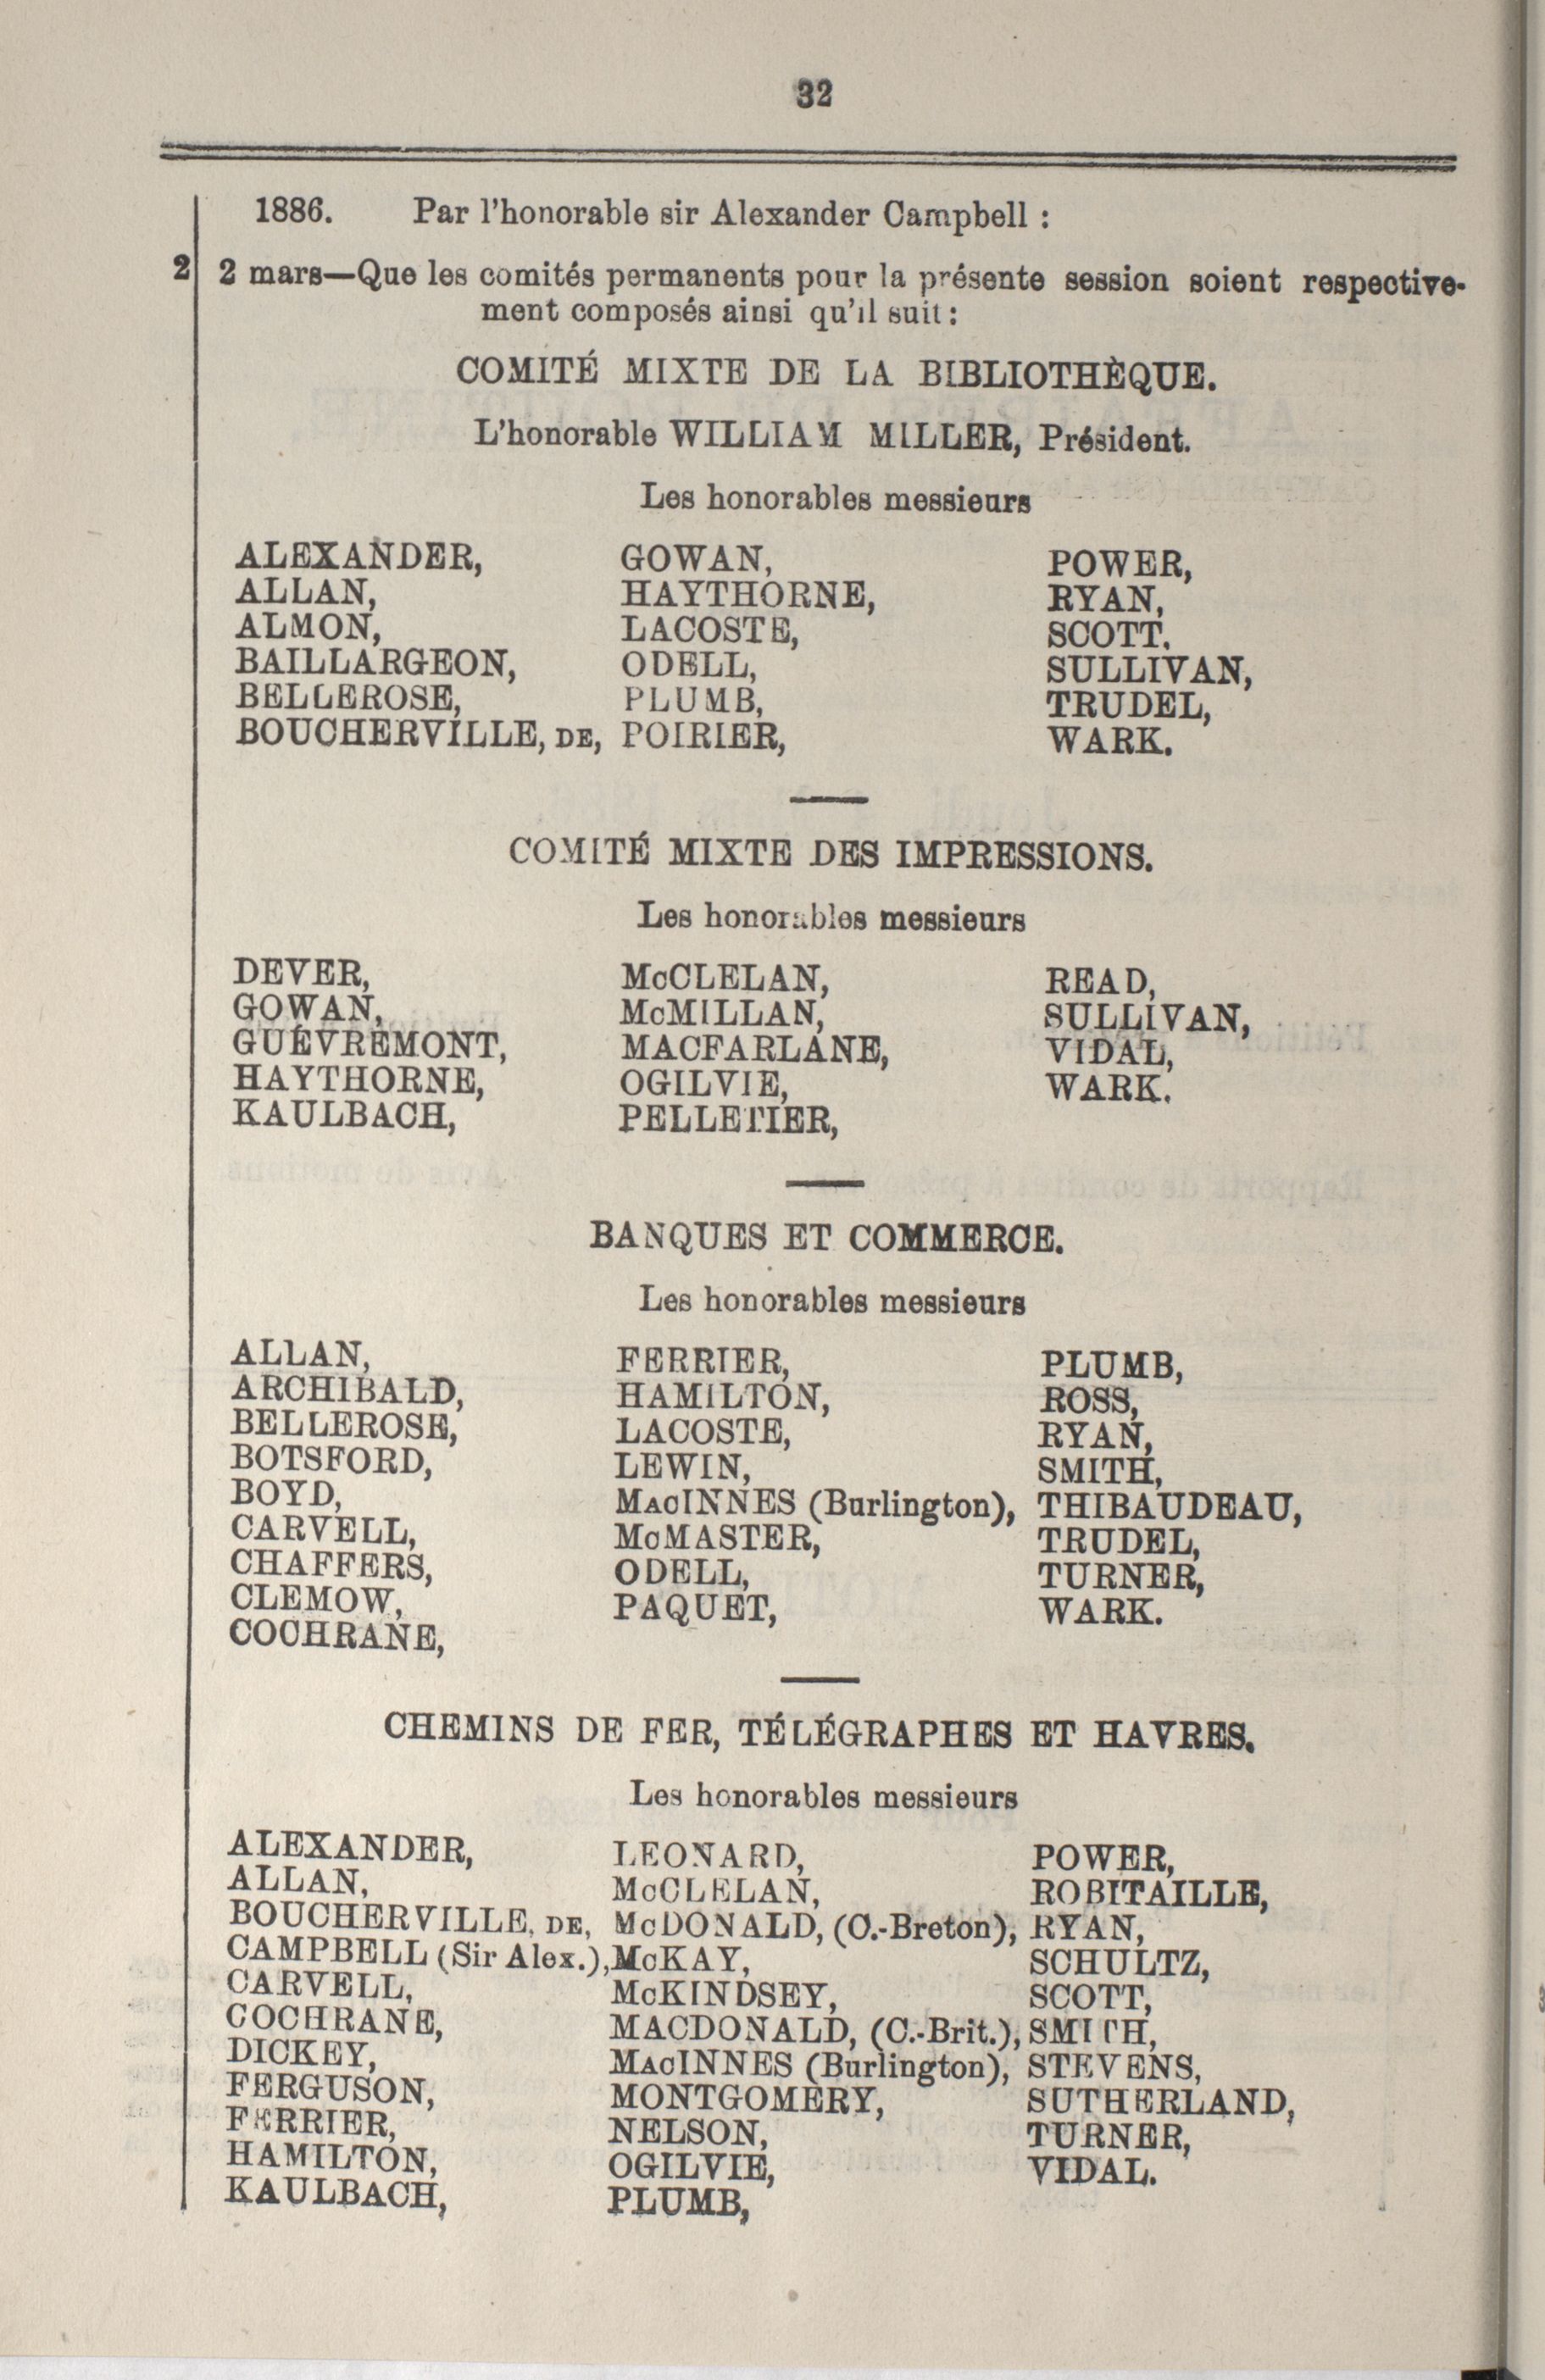 32
1886. Par l'honorable sir Alexander Campbell :
2 2 mars—Que les comités permanents pour la présente session soient respective-
ment composés ainsi qu'il suit :
COMITÉ MIXTE DE LA BIBLIOTHÈQUE.
L'honorable WILLIAM MILLER, Président.
Les honorables messieurs
ALEXANDER, GOWAN, POWER,
ALLAN, HAYTHORNE, RYAN,
ALMON, LACOSTE, SCOTT.
BAILLARGEON, ODELL, SULLIVAN,
BELLEROSE, PLUMB, TRUDEL,
BOUCHERVILLE, DE, POIRIER, WARK.
COMITÉ MIXTE DES IMPRESSIONS.
Les honorables messieurs
DEVER, McCLELAN, READ,
GOWAN, McMILLAN, SULLIVAN,
GUÉVREMONT, MACFARLANE, VIDAL,
HAYTHORNE, OGILVIE, WARK.
KAULBACH, PELLETIER,
BANQUES ET COMMERCE.
Les honorables messieurs
ALLAN, FERRIER, PLUMB,
ARCHIBALD, HAMILTON, ROSS,
BELLEROSE, LACOSTE, RYAN,
BOTSFORD, LEWIN, SMITH,
BOYD, MACINNES (Burlington), THIBAUDEAU,
CARVELL, McMASTER, TRUDEL,
CHAFFERS, ODELL, TURNER,
CLEMOW, PAQUET, WARK.
COCHRANE,
CHEMINS DE FER, TÉLÉGRAPHES ET HAVRES.
Les honorables messieurs
ALEXANDER, LEONARD, POWER,
ALLAN, McCLELAN, ROBITAILLE,
BOUCHERVILLE, DE, McDONALD, (C.-Breton), RYAN,
CAMPBELL (Sir Alex.), McKAY, SCHULTZ,
CARVELL, McKINDSEY, SCOTT,
COCHRANE, MACDONALD, (C.-Brit.), SMITH,
DICKEY, MACINNES (Burlington), STEVENS,
FERGUSON, MONTGOMERY, SUTHERLAND,
FERRIER, NELSON, TURNER,
HAMILTON, OGILVIE, VIDAL.
KAULBACH, PLUMB,